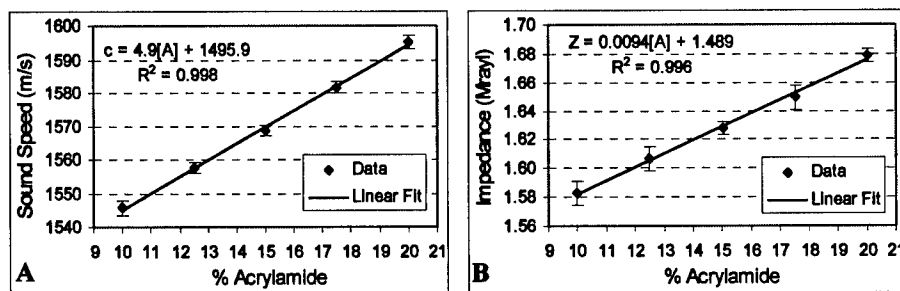 Sound Speed (m/s)
1600
1590
1580
1570
1560
1550
1540
c = 4.9[A] + 1495.9
R² = 0.998
Data
Linear Fit
9 10 11 12 13 14 15 16 17 18 19 20 21
% Acrylamide
A
Impedance (Mrayl)
1.70
1.68
1.66
1.64
1.62
1.60
1.58
1.56
Z = 0.0094[A] + 1.489
R² = 0.996
Data
Linear Fit
9 10 11 12 13 14 15 16 17 18 19 20 21
% Acrylamide
B